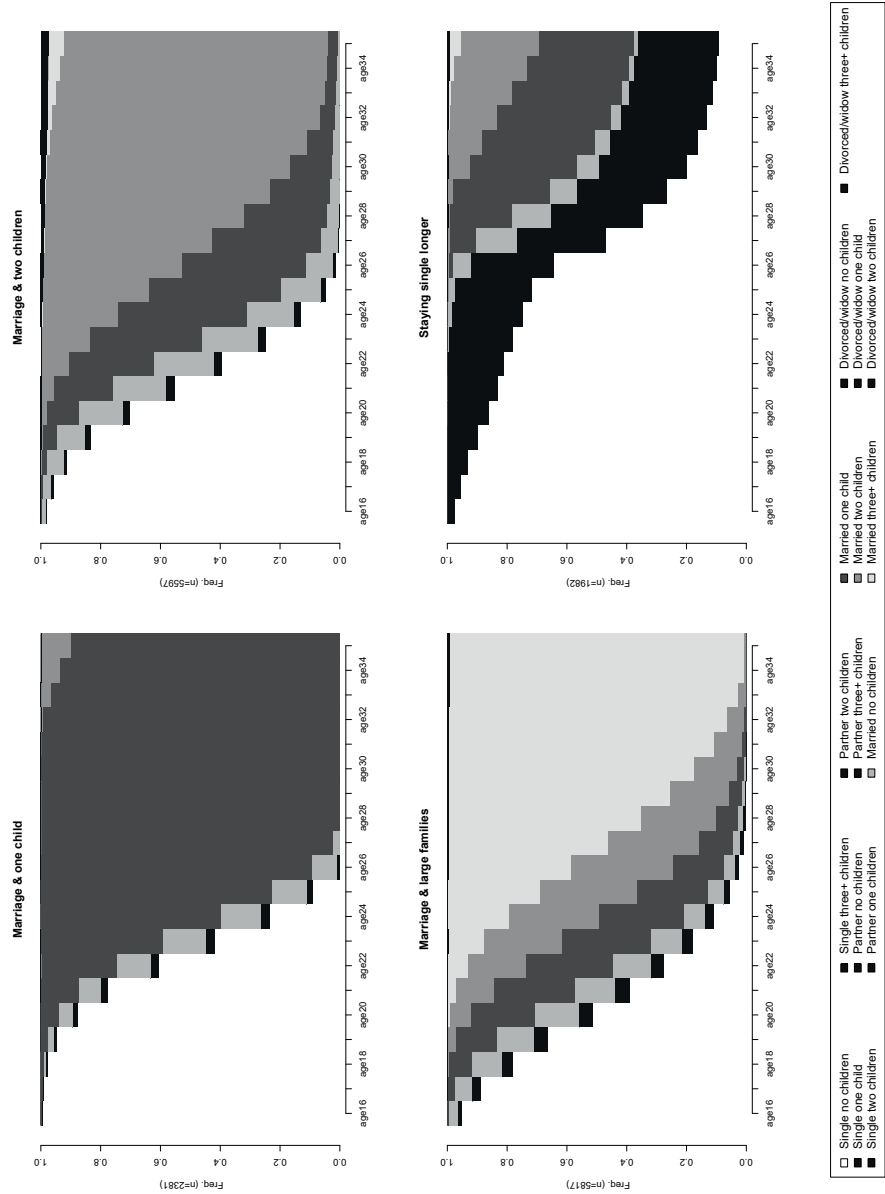 Marriage & one child
Freq. (n=2381)
0.0
0.2
0.4
0.6
0.8
1.0
age16
age18
age20
age22
age24
age26
age28
age30
age32
age34
Marriage & two children
Freq. (n=5597)
0.0
0.2
0.4
0.6
0.8
1.0
age16
age18
age20
age22
age24
age26
age28
age30
age32
age34
Marriage & large families
Freq. (n=5817)
0.0
0.2
0.4
0.6
0.8
1.0
age16
age18
age20
age22
age24
age26
age28
age30
age32
age34
Staying single longer
Freq. (n=1982)
0.0
0.2
0.4
0.6
0.8
1.0
age16
age18
age20
age22
age24
age26
age28
age30
age32
age34
Single no children
Single one child
Single two children
Single three+ children
Partner no children
Partner one children
Partner two children
Partner three+ children
Married no children
Married one child
Married two children
Married three+ children
Divorced/widow no children
Divorced/widow one child
Divorced/widow two children
Divorced/widow three+ children